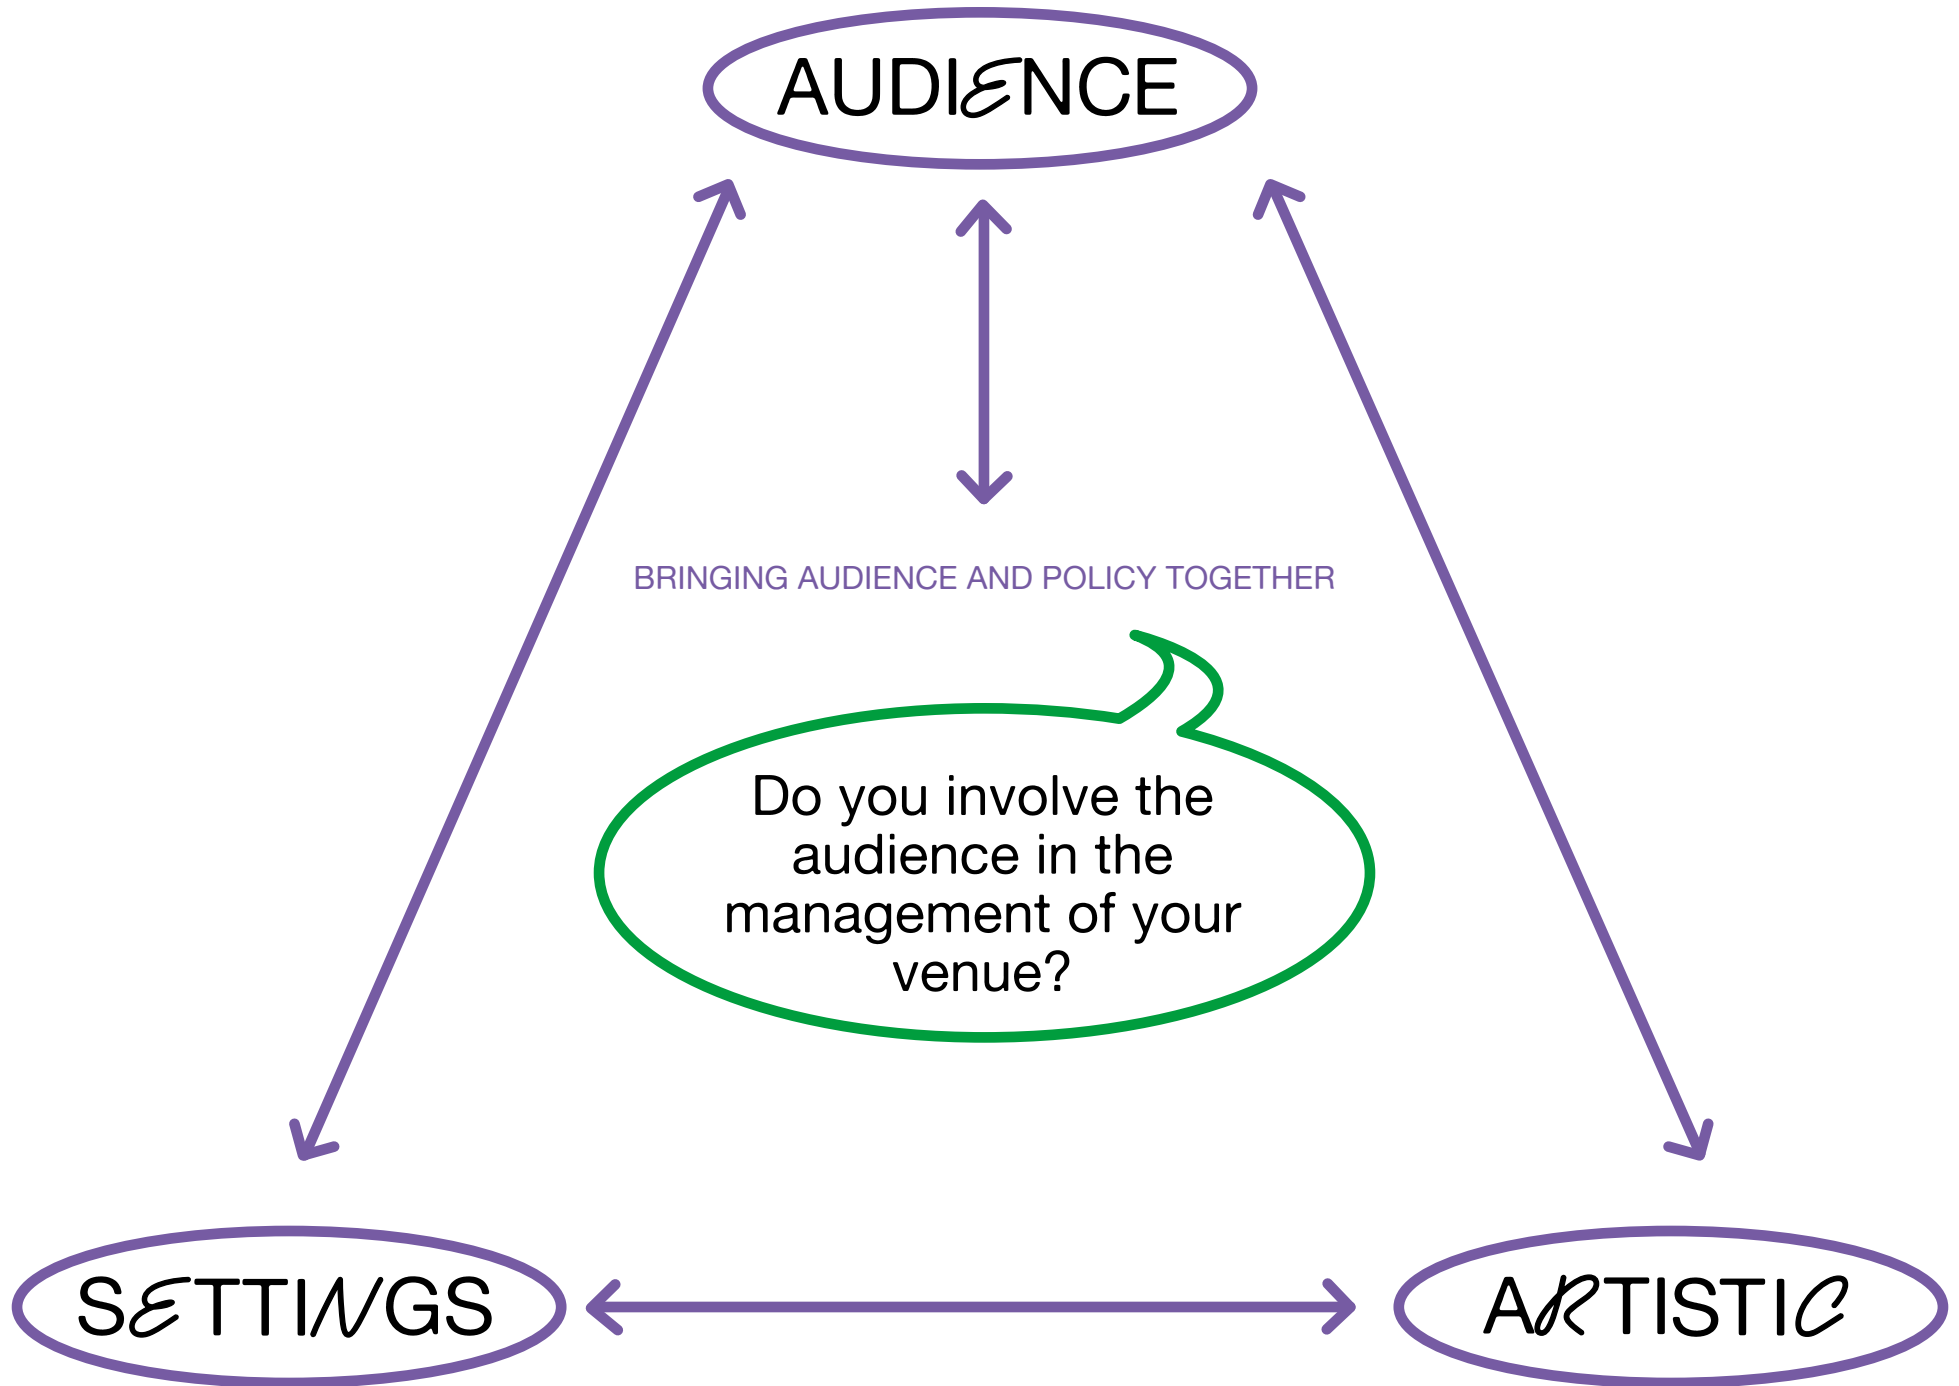 AUDIENCE
BRINGING AUDIENCE AND POLICY TOGETHER
Do you involve the
audience in the
management of your
venue?
SETTINGS
ARTISTIC